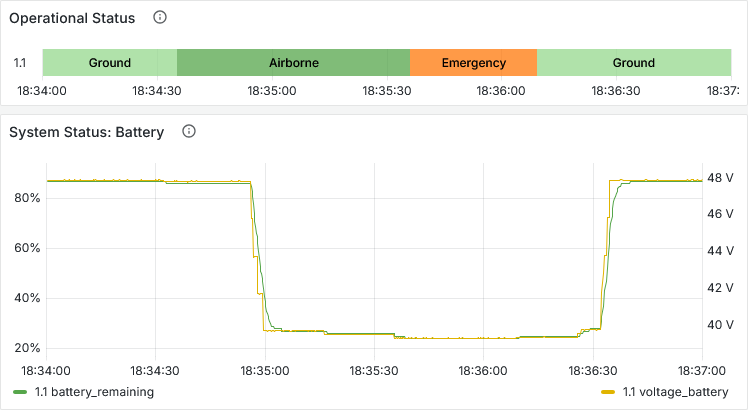 Operational Status
1.1 Ground Airborne Emergency Ground
18:34:00 18:34:30 18:35:00 18:35:30 18:36:00 18:36:30 18:37:
System Status: Battery
80% 48 V
46 V
60% 44 V
42 V
40% 40 V
20%
18:34:00 18:34:30 18:35:00 18:35:30 18:36:00 18:36:30 18:37:00
1.1 battery_remaining 1.1 voltage_battery